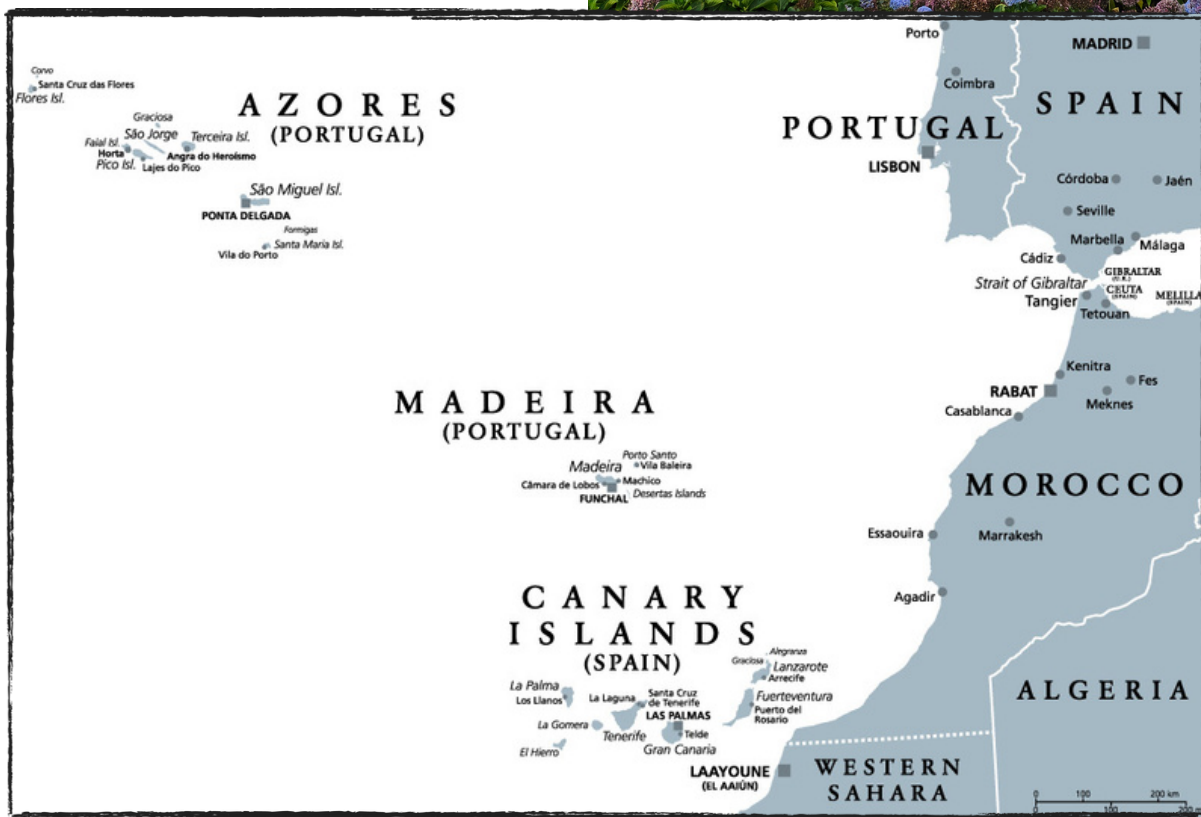 Corvo
Santa Cruz das Flores
Flores Isl.
AZORES
(PORTUGAL)
Graciosa
São Jorge
Terceira Isl.
Faial Isl.
Horta
Angra do Heroísmo
Pico Isl.
Lajes do Pico
São Miguel Isl.
PONTA DELGADA
Formigas
Santa Maria Isl.
Vila do Porto
Porto
Coimbra
PORTUGAL
LISBON
MADRID
SPAIN
Córdoba
Jaén
Seville
Marbella
Málaga
Cádiz
GIBRALTAR
(U.K.)
Strait of Gibraltar
CEUTA
(SPAIN)
MELILLA
(SPAIN)
Tangier
Tetouan
MADEIRA
(PORTUGAL)
Porto Santo
Madeira
Vila Baleira
Câmara de Lobos
Machico
FUNCHAL
Desertas Islands
Kenitra
Fes
RABAT
Meknes
Casablanca
MOROCCO
Essaouira
Marrakesh
Agadir
CANARY
ISLANDS
(SPAIN)
Alegranza
Graciosa
Lanzarote
Arrecife
La Palma
Los Llanos
La Laguna
Santa Cruz
de Tenerife
Fuerteventura
Puerto del
Rosario
LAS PALMAS
La Gomera
Tenerife
Telde
Gran Canaria
El Hierro
ALGERIA
LAAYOUNE
(EL AAIÚN)
WESTERN
SAHARA
0 100 200 km
0 100 200